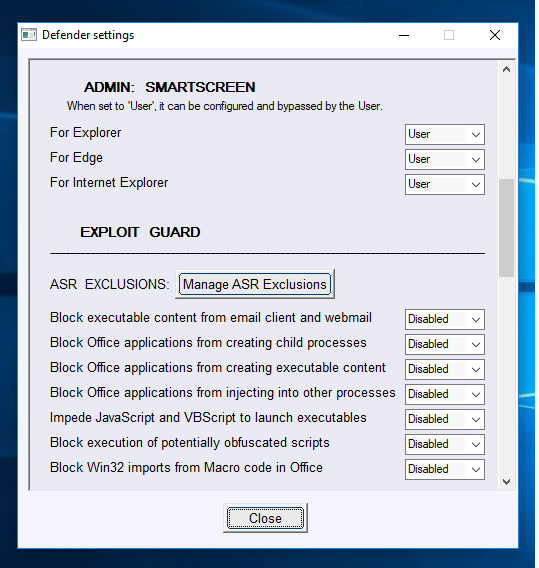 Defender settings
ADMIN: SMARTSCREEN
When set to 'User', it can be configured and bypassed by the User.
For Explorer User
For Edge User
For Internet Explorer User
EXPLOIT GUARD
ASR EXCLUSIONS: Manage ASR Exclusions
Block executable content from email client and webmail Disabled
Block Office applications from creating child processes Disabled
Block Office applications from creating executable content Disabled
Block Office applications from injecting into other processes Disabled
Impede JavaScript and VBScript to launch executables Disabled
Block execution of potentially obfuscated scripts Disabled
Block Win32 imports from Macro code in Office Disabled
Close